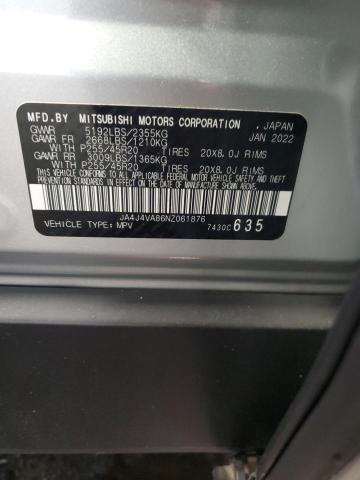 MFD.BY MITSUBISHI MOTORS CORPORATION , JAPAN
GVWR 5192LBS/2355KG JAN 2022
GAWR FR 2668LBS/1210KG
WITH P255/45R20 TIRES 20X8.0J RIMS
GAWR RR 3009LBS/1365KG
WITH P255/45R20 TIRES 20X8.0J RIMS
THIS VEHICLE CONFORMS TO ALL APPLICABLE
FEDERAL MOTOR VEHICLE SAFETY AND
THEFT PREVENTION STANDARDS IN EFFECT ON
THE DATE OF MANUFACTURE SHOWN ABOVE.
JA4J4VA86NZ061876
VEHICLE TYPE:MPV 7430C 635